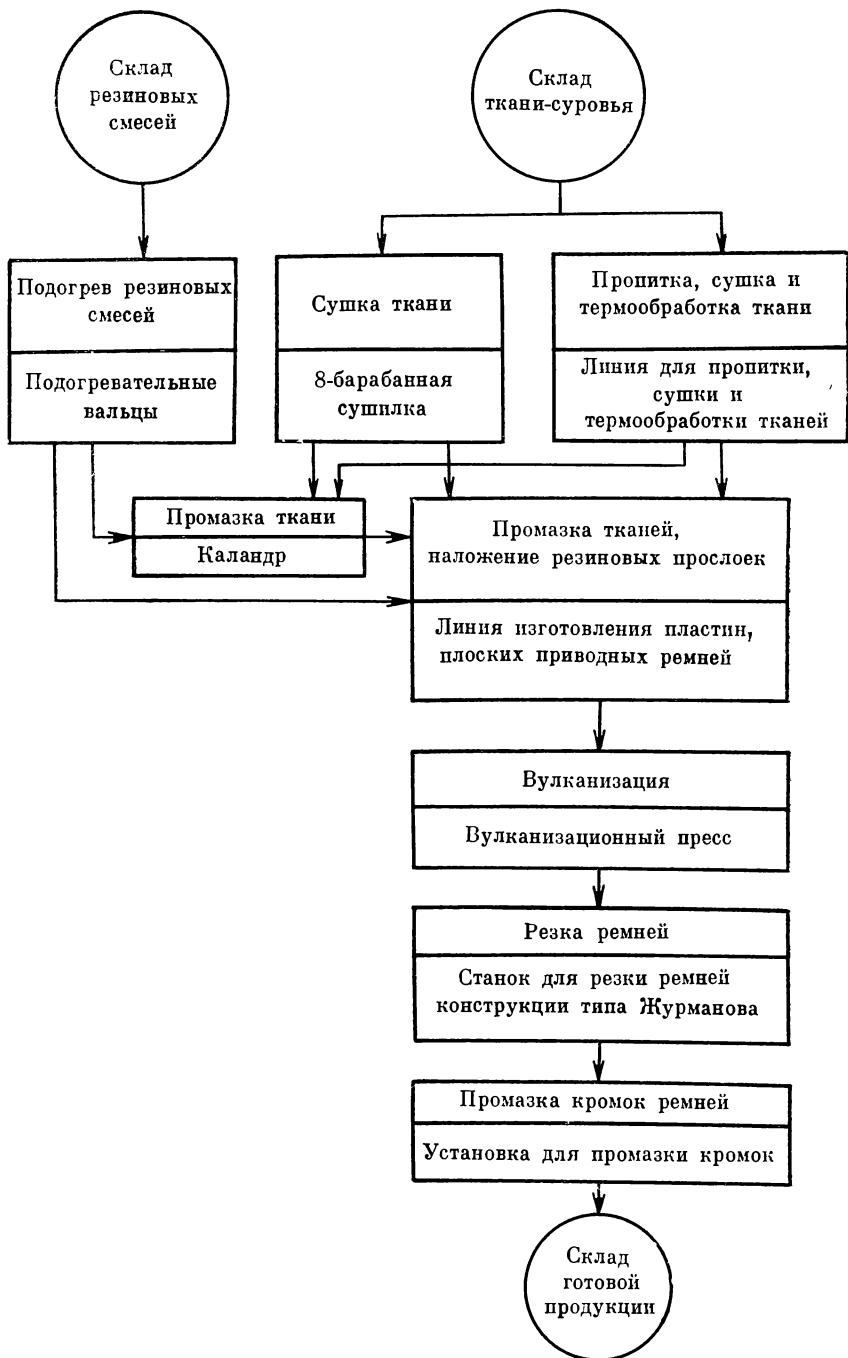 Склад
резиновых
смесей
Склад
ткани-суровья
Подогрев резиновых
смесей
Подогревательные
вальцы
Сушка ткани
8-барабанная
сушилка
Пропитка, сушка и
термообработка ткани
Линия для пропитки,
сушки и
термообработки тканей
Промазка ткани
Каландр
Промазка тканей,
наложение резиновых прослоек
Линия изготовления пластин,
плоских приводных ремней
Вулканизация
Вулканизационный пресс
Резка ремней
Станок для резки ремней
конструкции типа Журманова
Промазка кромок ремней
Установка для промазки кромок
Склад
готовой
продукции